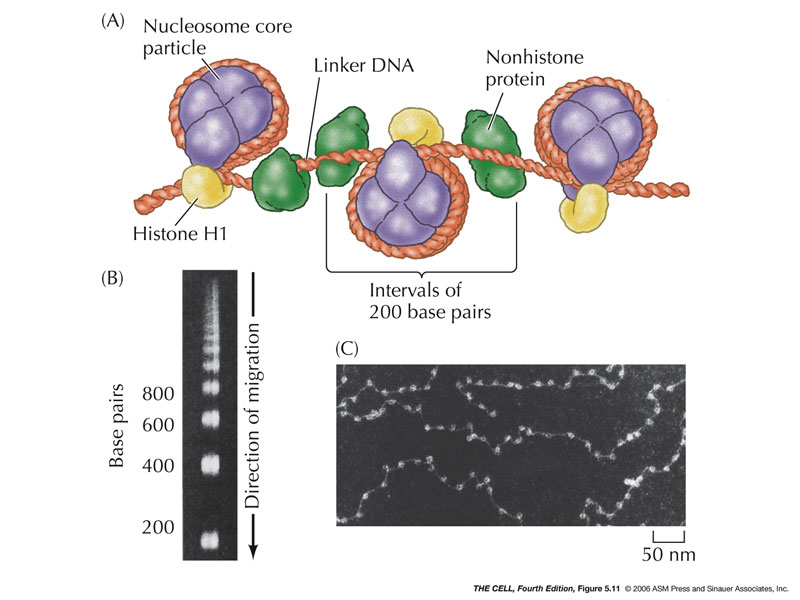 (A)
Nucleosome core
particle
Linker DNA
Nonhistone
protein
Histone H1
Intervals of
200 base pairs
(B)
Base pairs
800
600
400
200
Direction of migration
(C)
50 nm
THE CELL, Fourth Edition, Figure 5.11 © 2006 ASM Press and Sinauer Associates, Inc.